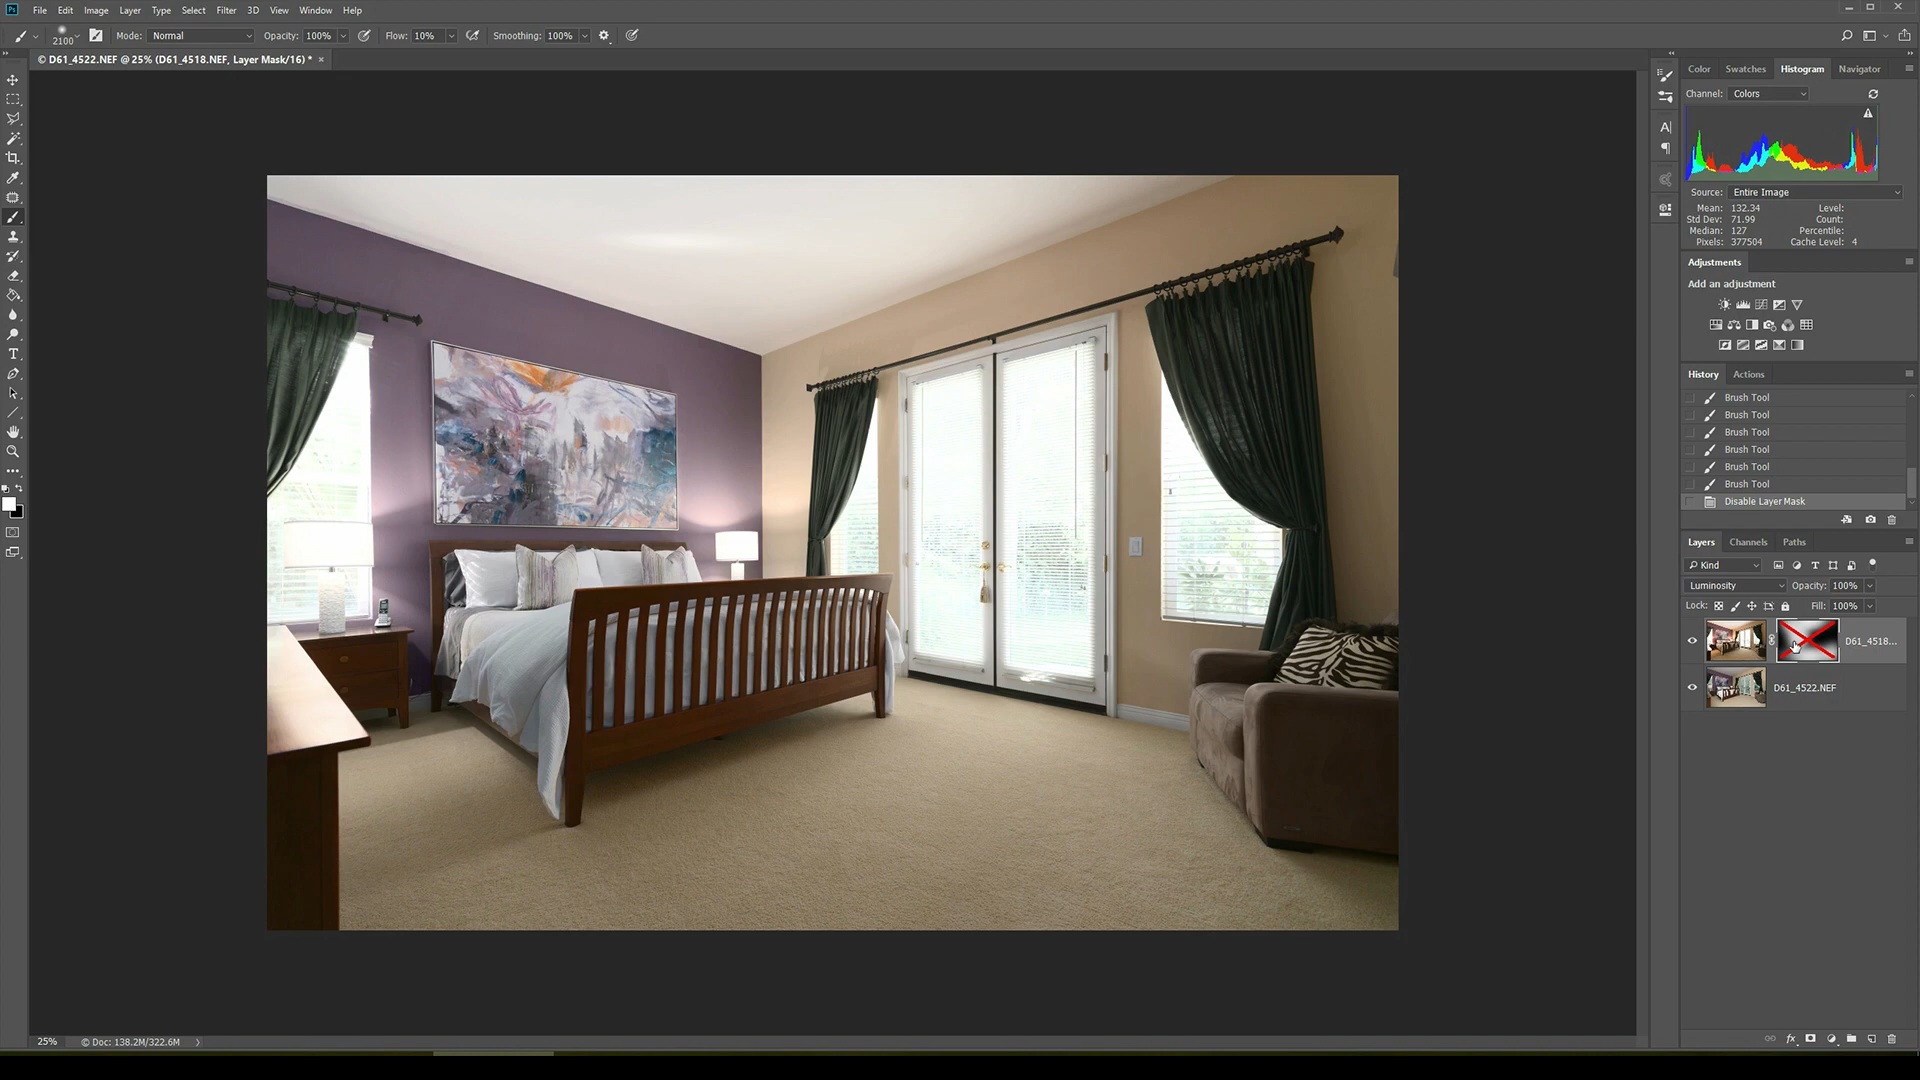 Ps File Edit Image Layer Type Select Filter 3D View Window Help
2100 Mode: Normal Opacity: 100% Flow: 10% Smoothing: 100%
© D61_4522.NEF @ 25% (D61_4518.NEF, Layer Mask/16) * ×
Color Swatches Histogram Navigator
Channel: Colors
Source: Entire Image
Mean: 132.34 Level:
Std Dev: 71.99 Count:
Median: 127 Percentile:
Pixels: 377504 Cache Level: 4
Adjustments
Add an adjustment
History Actions
Brush Tool
Brush Tool
Brush Tool
Brush Tool
Brush Tool
Brush Tool
Disable Layer Mask
Layers Channels Paths
Kind
Luminosity Opacity: 100%
Lock: Fill: 100%
D61_4518...
D61_4522.NEF
25% © Doc: 138.2M/322.6M
fx